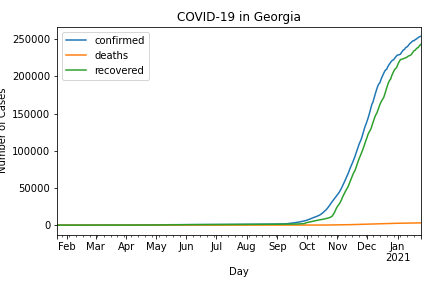 COVID-19 in Georgia
confirmed
deaths
recovered
250000
200000
150000
100000
50000
0
Number of Cases
Feb Mar Apr May Jun Jul Aug Sep Oct Nov Dec Jan
2021
Day